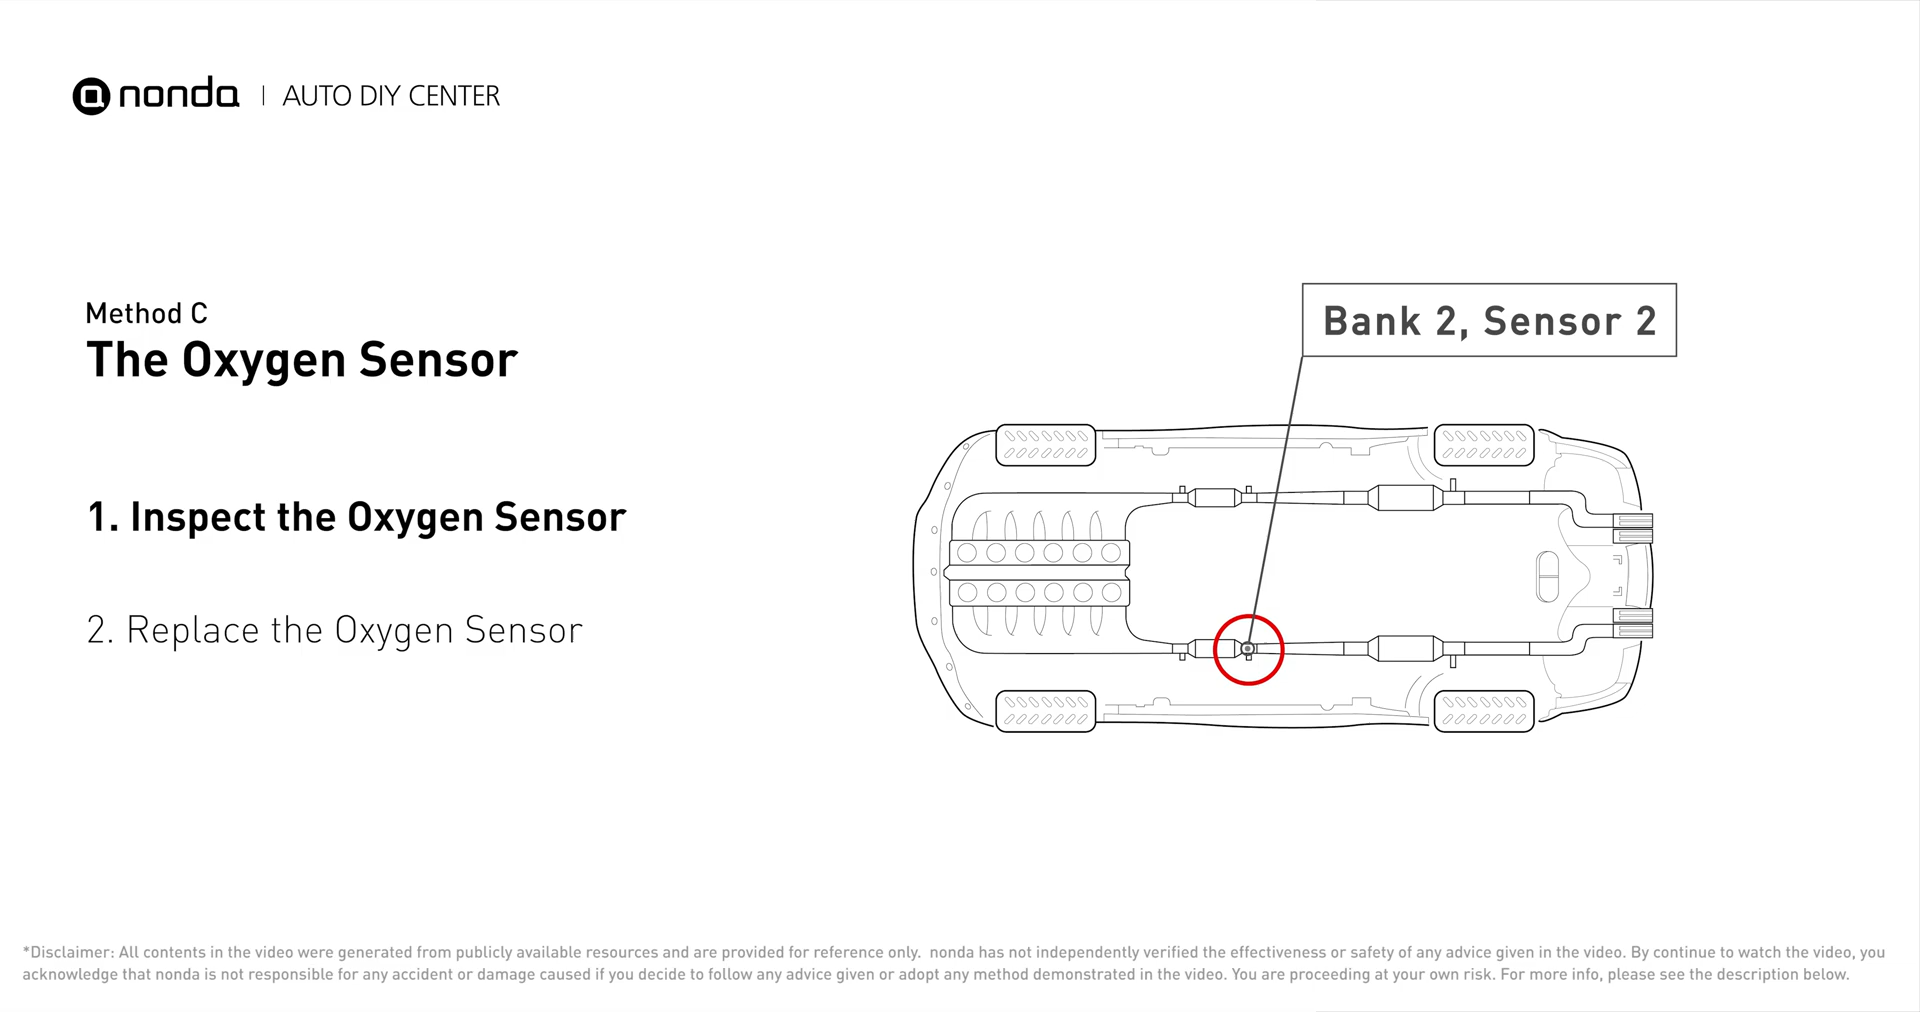 nonda | AUTO DIY CENTER
Method C
The Oxygen Sensor
Bank 2, Sensor 2
1. Inspect the Oxygen Sensor
2. Replace the Oxygen Sensor
*Disclaimer: All contents in the video were generated from publicly available resources and are provided for reference only.  nonda has not independently verified the effectiveness or safety of any advice given in the video. By continue to watch the video, you
acknowledge that nonda is not responsible for any accident or damage caused if you decide to follow any advice given or adopt any method demonstrated in the video. You are proceeding at your own risk. For more info, please see the description below.